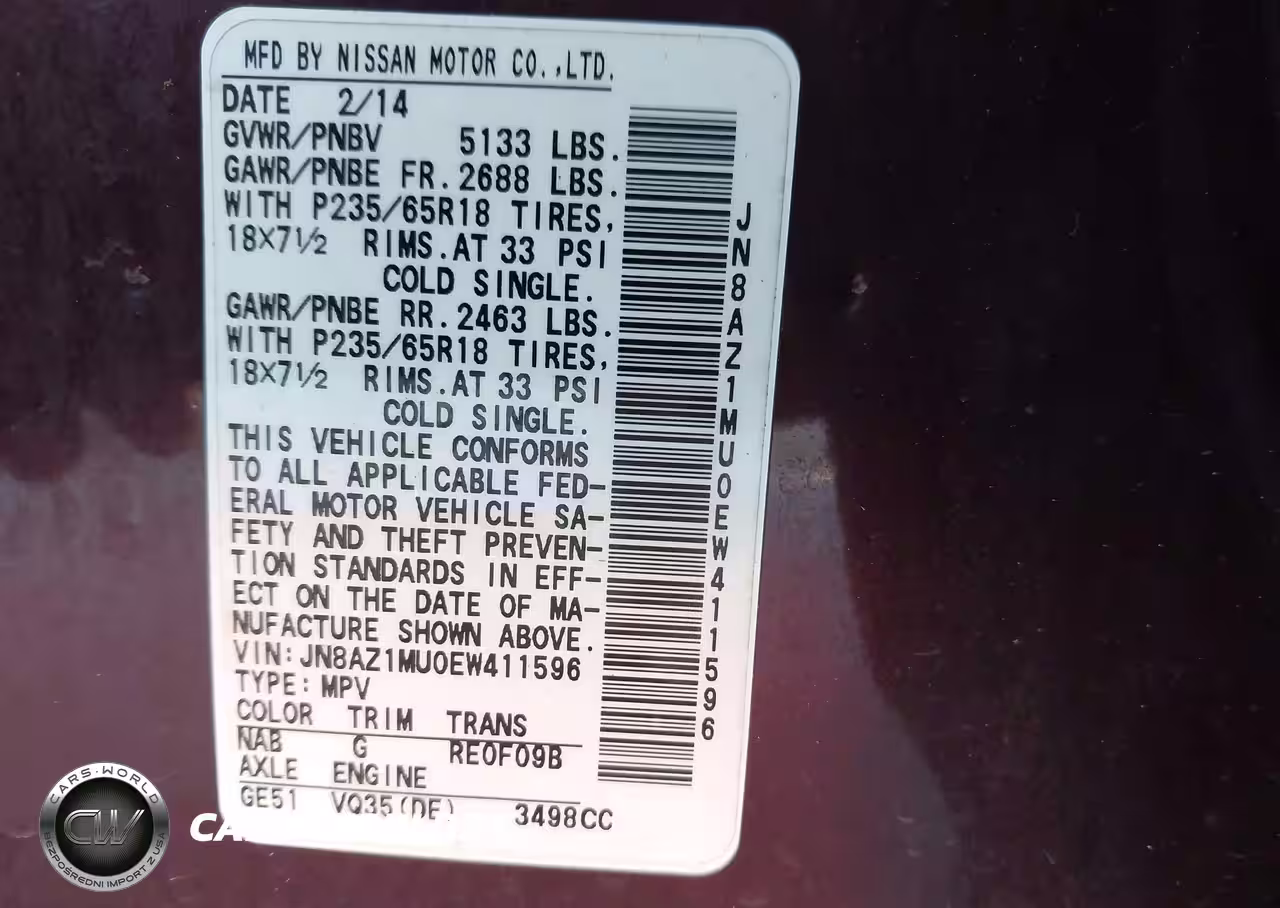 MFD BY NISSAN MOTOR CO.,LTD.
DATE 2/14
GVWR/PNBV 5133 LBS.
GAWR/PNBE FR.2688 LBS.
WITH P235/65R18 TIRES,
18X7½ RIMS.AT 33 PSI
COLD SINGLE.
GAWR/PNBE RR.2463 LBS.
WITH P235/65R18 TIRES,
18X7½ RIMS.AT 33 PSI
COLD SINGLE.
THIS VEHICLE CONFORMS
TO ALL APPLICABLE FED-
ERAL MOTOR VEHICLE SA-
FETY AND THEFT PREVEN-
TION STANDARDS IN EFF-
ECT ON THE DATE OF MA-
NUFACTURE SHOWN ABOVE.
VIN:JN8AZ1MU0EW411596
TYPE:MPV
COLOR TRIM TRANS
NAB G RE0F09B
AXLE ENGINE
GE51 VQ35(DE) 3498CC
JN8AZ1MU0EW411596
CARS-WORLD
CW
BEZPOŚREDNI IMPORT Z USA